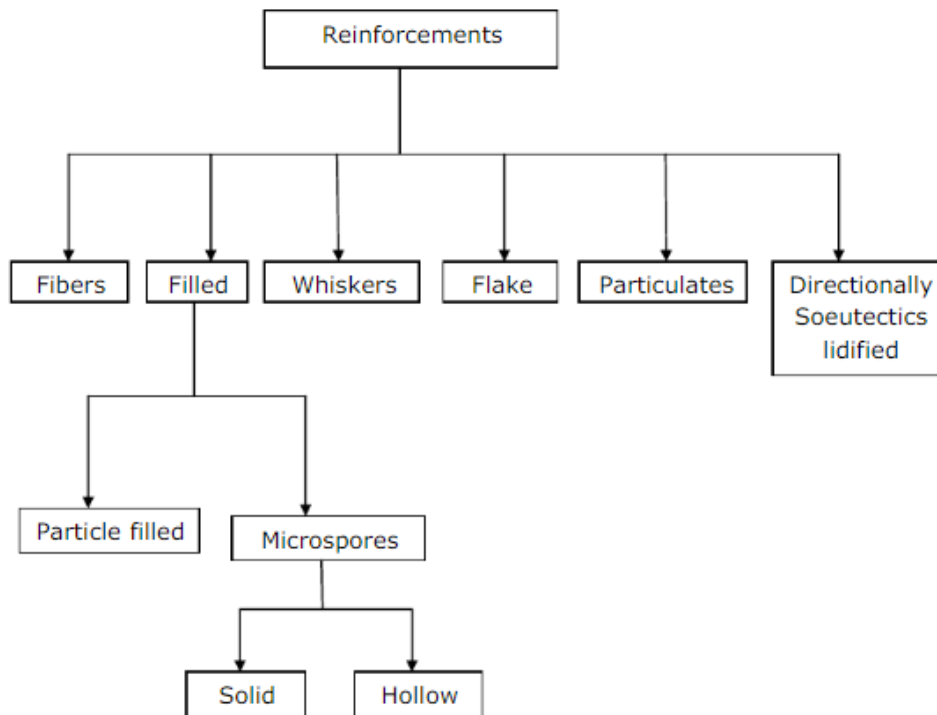 Reinforcements
Fibers
Filled
Whiskers
Flake
Particulates
Directionally
Soeutectics
lidified
Particle filled
Microspores
Solid
Hollow